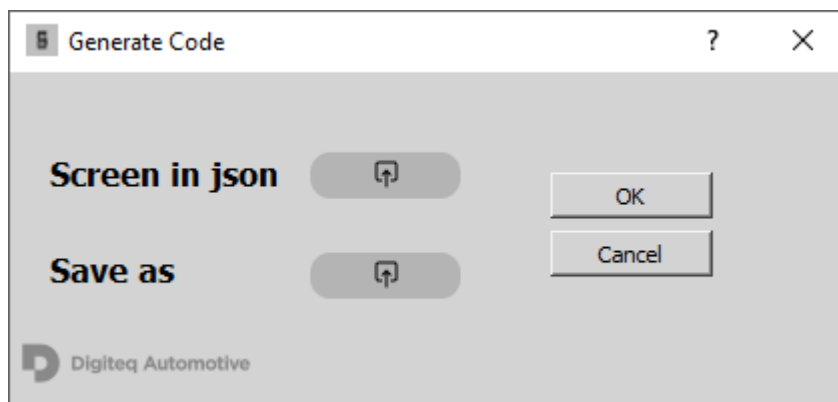 Generate Code
?
Screen in json
OK
Save as
Cancel
Digiteq Automotive